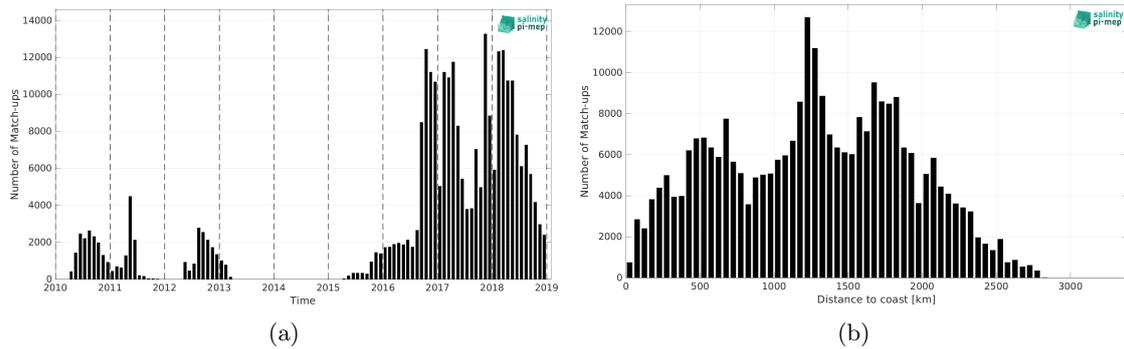 salinity
pi-mep
14000
12000
10000
8000
6000
4000
2000
0
Number of Match-ups
2010 2011 2012 2013 2014 2015 2016 2017 2018 2019
Time
(a)
salinity
pi-mep
12000
10000
8000
6000
4000
2000
0
Number of Match-ups
0 500 1000 1500 2000 2500 3000
Distance to coast [km]
(b)